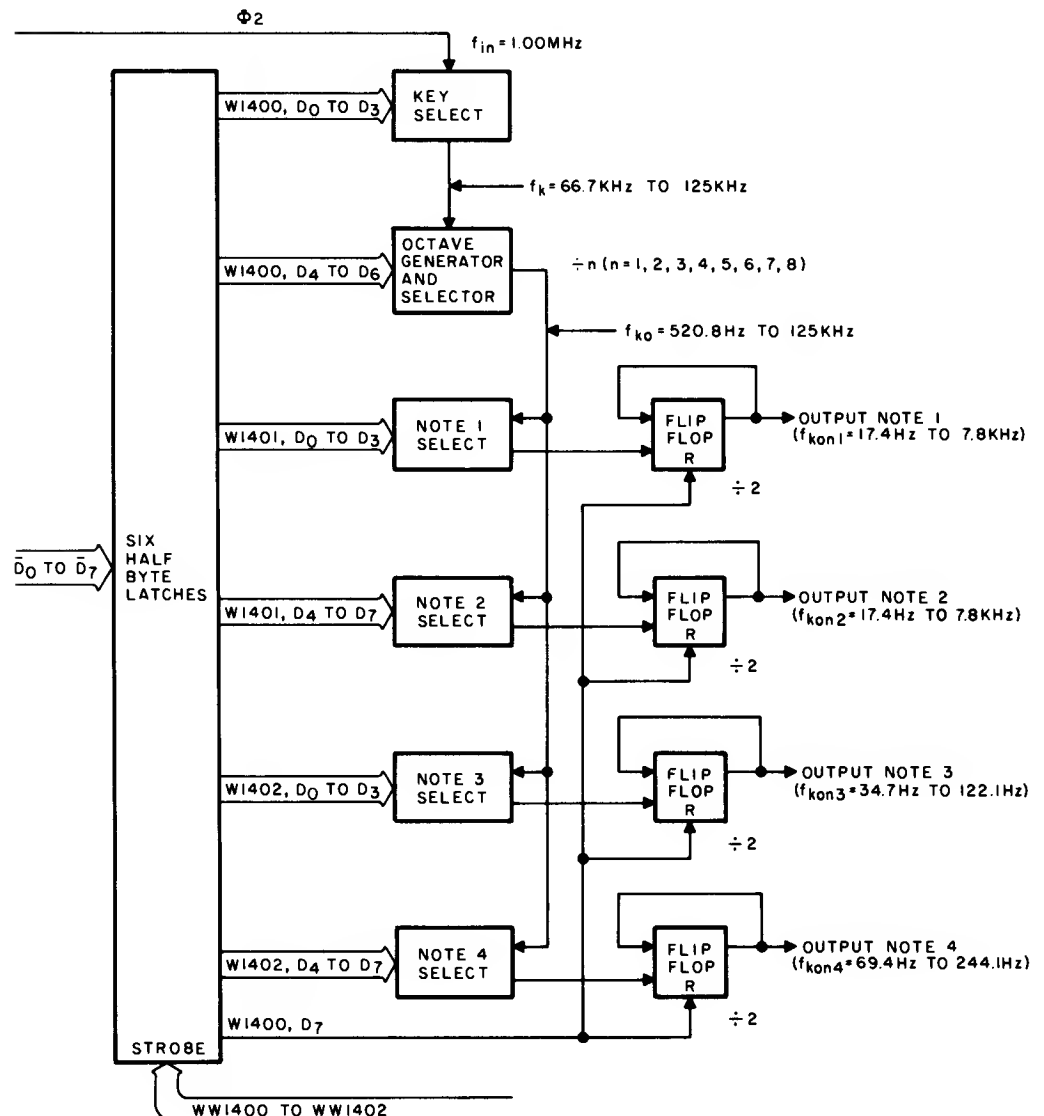 Φ2
f_in = 1.00MHz
KEY
SELECT
W1400, D0 TO D3
f_k = 66.7KHz TO 125KHz
OCTAVE
GENERATOR
AND
SELECTOR
W1400, D4 TO D6
÷n (n = 1, 2, 3, 4, 5, 6, 7, 8)
f_ko = 520.8Hz TO 125KHz
W1401, D0 TO D3
NOTE 1
SELECT
FLIP
FLOP
R
÷2
OUTPUT NOTE 1
(f_kon1 = 17.4Hz TO 7.8KHz)
D̄0 TO D̄7
SIX
HALF
BYTE
LATCHES
W1401, D4 TO D7
NOTE 2
SELECT
FLIP
FLOP
R
÷2
OUTPUT NOTE 2
(f_kon2 = 17.4Hz TO 7.8KHz)
W1402, D0 TO D3
NOTE 3
SELECT
FLIP
FLOP
R
÷2
OUTPUT NOTE 3
(f_kon3 = 34.7Hz TO 122.1Hz)
W1402, D4 TO D7
NOTE 4
SELECT
FLIP
FLOP
R
÷2
OUTPUT NOTE 4
(f_kon4 = 69.4Hz TO 244.1Hz)
W1400, D7
STROBE
WW1400 TO WW1402